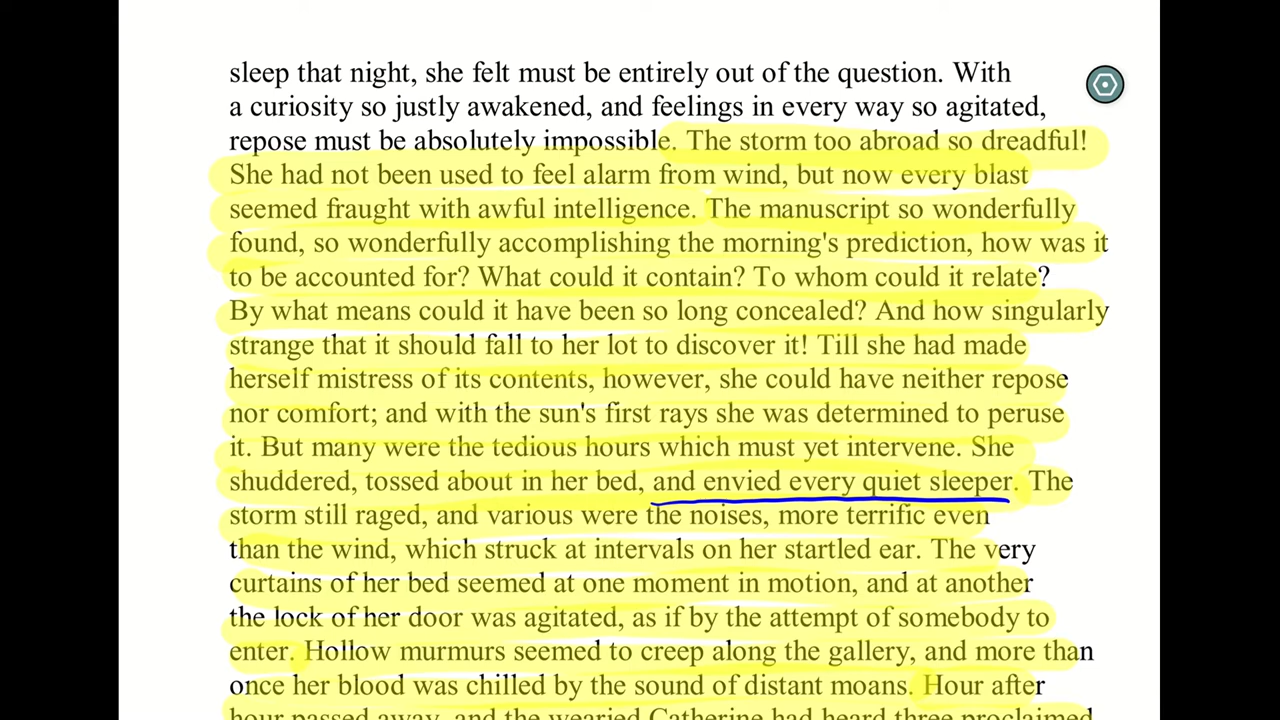 sleep that night, she felt must be entirely out of the question. With
a curiosity so justly awakened, and feelings in every way so agitated,
repose must be absolutely impossible. The storm too abroad so dreadful!
She had not been used to feel alarm from wind, but now every blast
seemed fraught with awful intelligence. The manuscript so wonderfully
found, so wonderfully accomplishing the morning's prediction, how was it
to be accounted for? What could it contain? To whom could it relate?
By what means could it have been so long concealed? And how singularly
strange that it should fall to her lot to discover it! Till she had made
herself mistress of its contents, however, she could have neither repose
nor comfort; and with the sun's first rays she was determined to peruse
it. But many were the tedious hours which must yet intervene. She
shuddered, tossed about in her bed, and envied every quiet sleeper. The
storm still raged, and various were the noises, more terrific even
than the wind, which struck at intervals on her startled ear. The very
curtains of her bed seemed at one moment in motion, and at another
the lock of her door was agitated, as if by the attempt of somebody to
enter. Hollow murmurs seemed to creep along the gallery, and more than
once her blood was chilled by the sound of distant moans. Hour after
hour passed away, and the wearied Catherine had heard three proclaimed